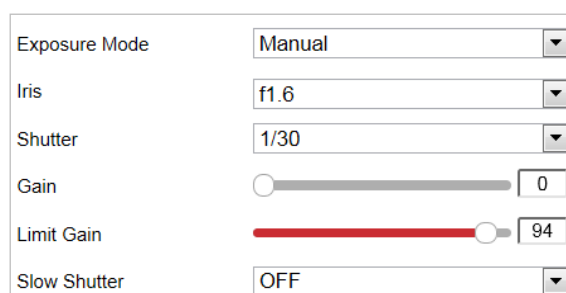 Exposure Mode Manual
Iris f1.6
Shutter 1/30
Gain 0
Limit Gain 94
Slow Shutter OFF